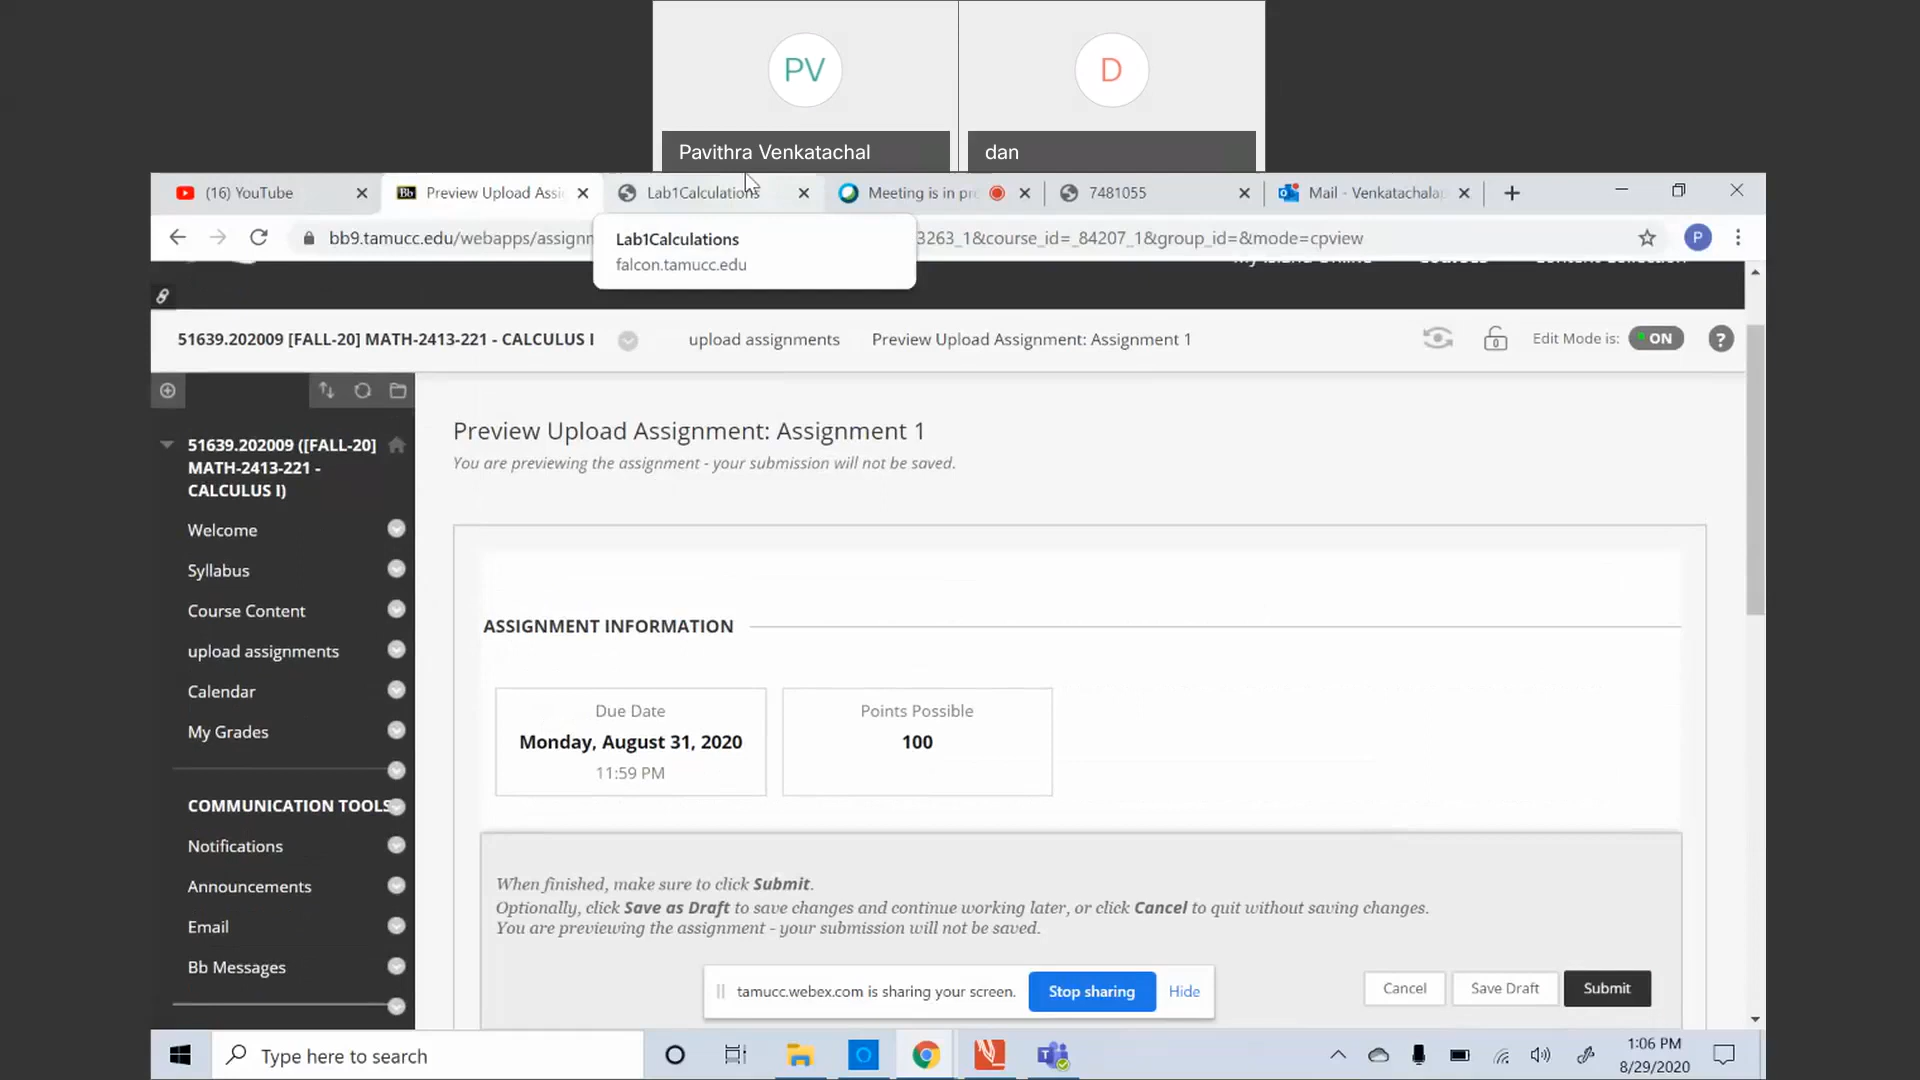 PV
D
Pavithra Venkatachal
dan
(16) YouTube
Bb
Preview Upload Assi
Lab1Calculations
Meeting is in pr
7481055
Mail - Venkatachalap
bb9.tamucc.edu/webapps/assignm
3263_1&course_id=_84207_1&group_id=&mode=cpview
P
Lab1Calculations
falcon.tamucc.edu
51639.202009 [FALL-20] MATH-2413-221 - CALCULUS I
upload assignments
Preview Upload Assignment: Assignment 1
Edit Mode is:
ON
?
51639.202009 ([FALL-20]
MATH-2413-221 -
CALCULUS I)
Welcome
Syllabus
Course Content
upload assignments
Calendar
My Grades
COMMUNICATION TOOLS
Notifications
Announcements
Email
Bb Messages
Preview Upload Assignment: Assignment 1
You are previewing the assignment - your submission will not be saved.
ASSIGNMENT INFORMATION
Due Date
Monday, August 31, 2020
11:59 PM
Points Possible
100
When finished, make sure to click Submit.
Optionally, click Save as Draft to save changes and continue working later, or click Cancel to quit without saving changes.
You are previewing the assignment - your submission will not be saved.
tamucc.webex.com is sharing your screen.
Stop sharing
Hide
Cancel
Save Draft
Submit
Type here to search
1:06 PM
8/29/2020